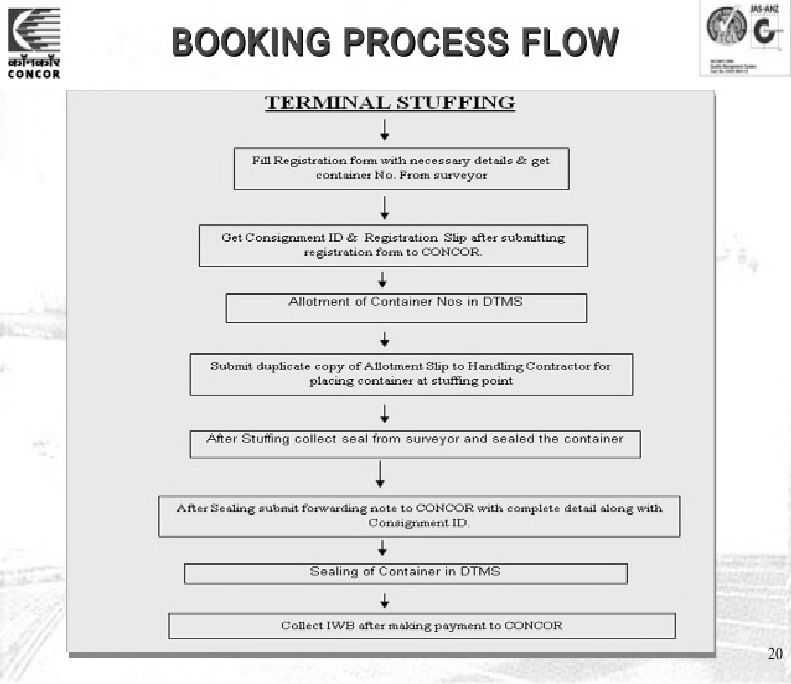 कॉनकॉर
CONCOR
BOOKING PROCESS FLOW
JAS-ANZ
TERMINAL STUFFING
Fill Registration form with necessary details & get
container No. From surveyor
Get Consignment ID & Registration Slip after submitting
registration form to CONCOR.
Allotment of Container Nos in DTMS
Submit duplicate copy of Allotment Slip to Handling Contractor for
placing container at stuffing point
After Stuffing collect seal from surveyor and sealed the container
After Sealing submit forwarding note to CONCOR with complete detail along with
Consignment ID.
Sealing of Container in DTMS
Collect IWB after making payment to CONCOR
20